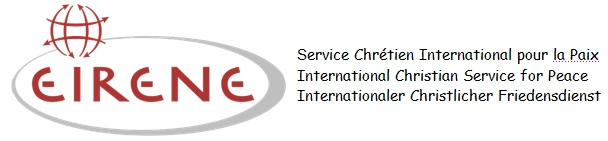 EIRENE
Service Chrétien International pour la Paix
International Christian Service for Peace
Internationaler Christlicher Friedensdienst